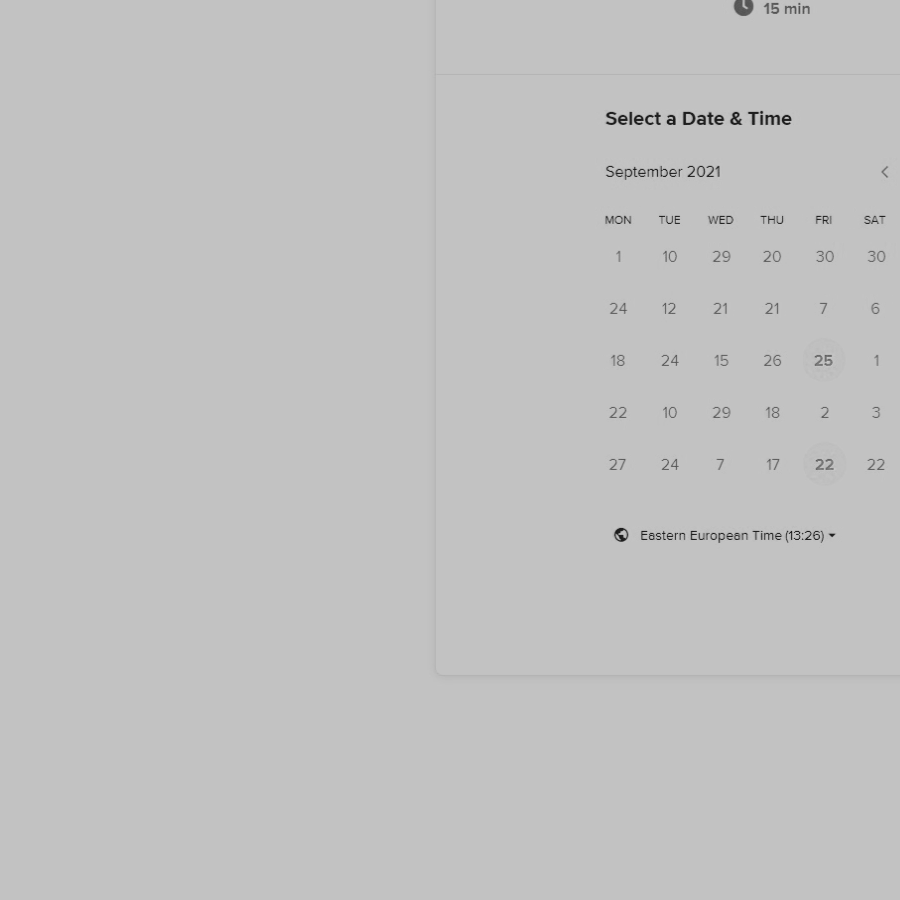 15 min
Select a Date & Time
September 2021
MON TUE WED THU FRI SAT
1 10 29 20 30 30
24 12 21 21 7 6
18 24 15 26 25 1
22 10 29 18 2 3
27 24 7 17 22 22
Eastern European Time (13:26)